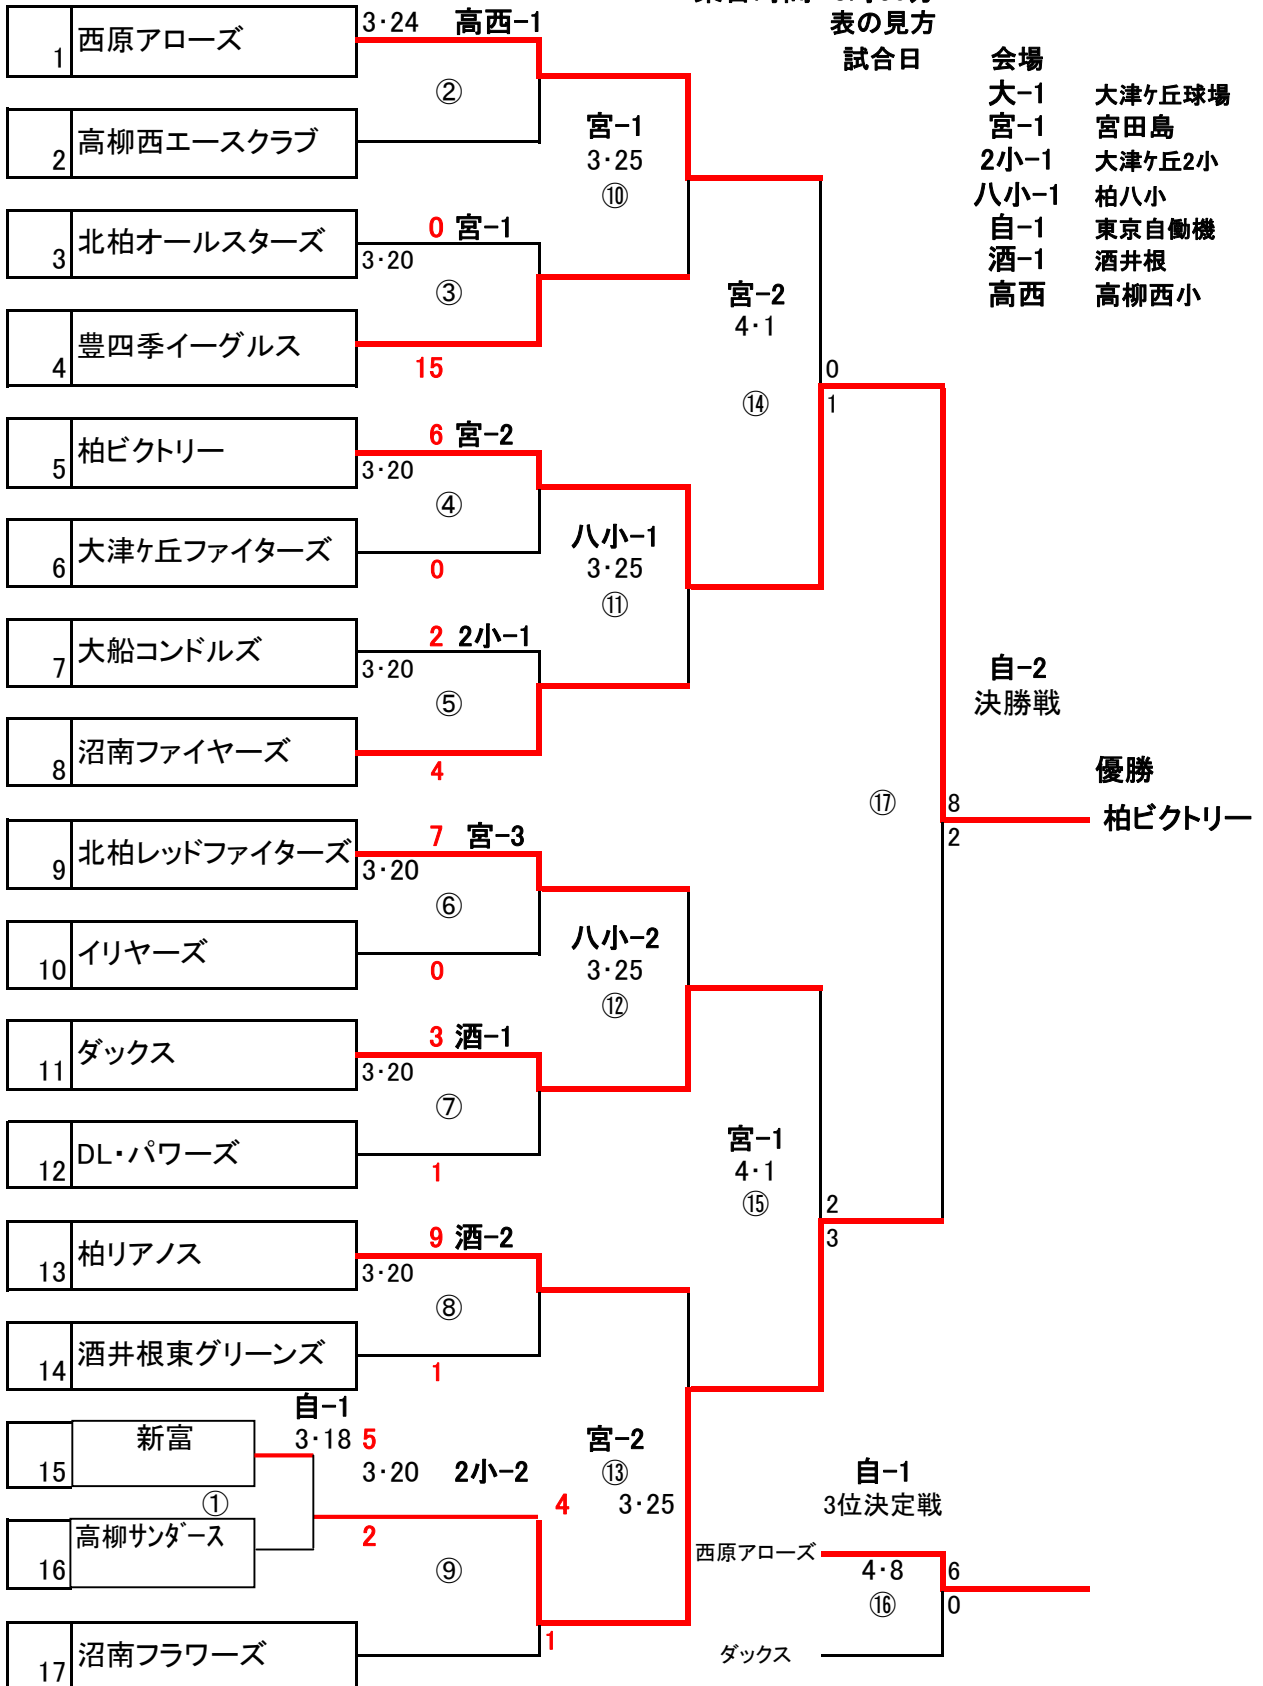 表の見方
試合日 会場
大-1 大津ヶ丘球場
宮-1 宮田島
2小-1 大津ヶ丘2小
八小-1 柏八小
自-1 東京自働機
酒-1 酒井根
高西 高柳西小
1 西原アローズ
3・24 高西-1
②
2 高柳西エースクラブ
宮-1
3・25
⑩
3 北柏オールスターズ
0 宮-1
3・20
③
4 豊四季イーグルス
15
宮-2
4・1
⑭
0
1
5 柏ビクトリー
6 宮-2
3・20
④
6 大津ヶ丘ファイターズ
0
八小-1
3・25
⑪
7 大船コンドルズ
2 2小-1
3・20
⑤
8 沼南ファイヤーズ
4
自-2
決勝戦
優勝
⑰
8
2
柏ビクトリー
9 北柏レッドファイターズ
7 宮-3
3・20
⑥
10 イリヤーズ
0
八小-2
3・25
⑫
11 ダックス
3 酒-1
3・20
⑦
12 DL・パワーズ
1
宮-1
4・1
⑮
2
3
13 柏リアノス
9 酒-2
3・20
⑧
14 酒井根東グリーンズ
1
自-1
15 新富
3・18 5
3・20 2小-2
①
16 高柳サンダース
2
⑨
宮-2
⑬
4 3・25
17 沼南フラワーズ
1
自-1
3位決定戦
西原アローズ
4・8
⑯
6
0
ダックス